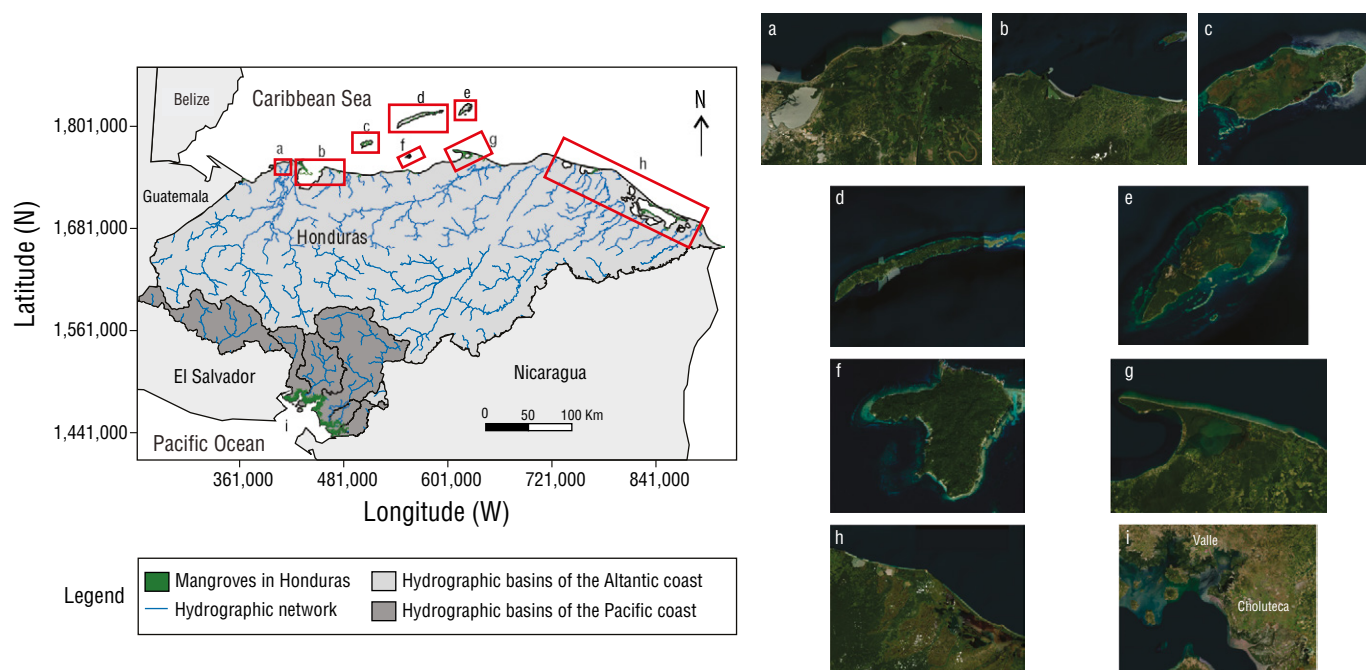 Belize
Caribbean Sea
N
a
b
c
d
e
f
g
h
i
Guatemala
Honduras
El Salvador
Nicaragua
Pacific Ocean
0 50 100 Km
1,801,000
1,681,000
1,561,000
1,441,000
Latitude (N)
361,000 481,000 601,000 721,000 841,000
Longitude (W)
Legend
Mangroves in Honduras
Hydrographic network
Hydrographic basins of the Altantic coast
Hydrographic basins of the Pacific coast
a
b
c
d
e
f
g
h
i
Valle
Choluteca